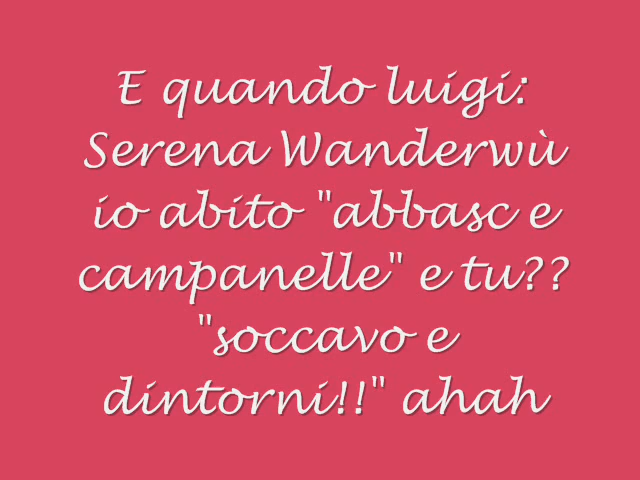 E quando luigi:
Serena Wanderwù
io abito "abbasc e
campanelle" e tu??
"soccavo e
dintorni!!" ahah